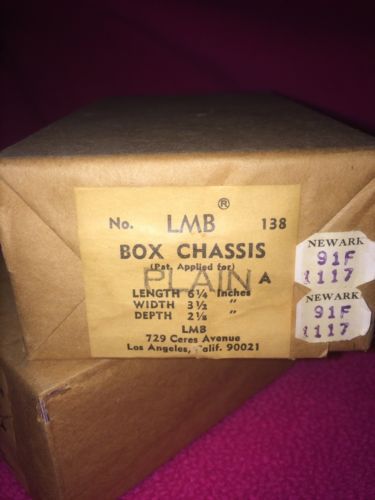 No. LMB® 138
BOX CHASSIS
(Pat. Applied for)
PLAIN A
LENGTH 6¼ Inches
WIDTH 3½ "
DEPTH 2⅛ "
LMB
729 Ceres Avenue
Los Angeles, Calif. 90021
NEWARK
91F
1117
NEWARK
91F
1117